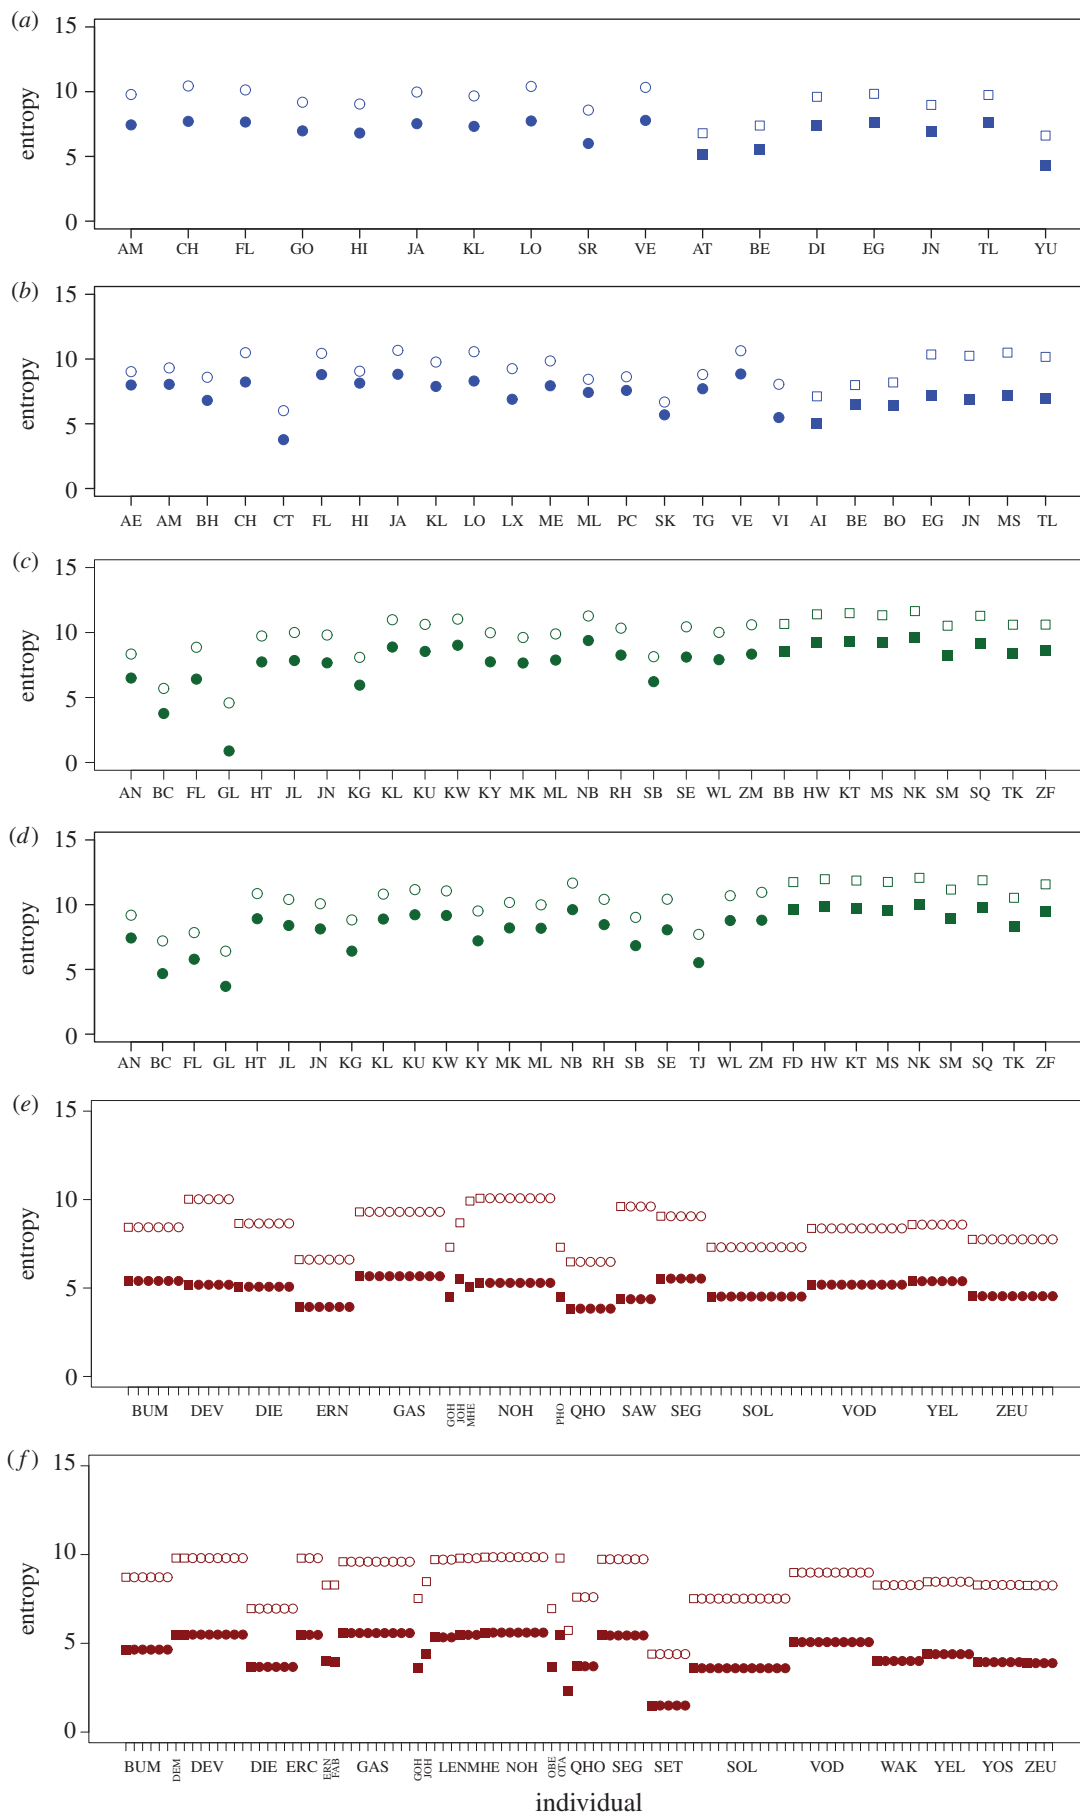 (a)
15
10
5
0
entropy
AM CH FL GO HI JA KL LO SR VE AT BE DI EG JN TL YU
(b)
15
10
5
0
entropy
AE AM BH CH CT FL HI JA KL LO LX ME ML PC SK TG VE VI AI BE BO EG JN MS TL
(c)
15
10
5
0
entropy
AN BC FL GL HT JL JN KG KL KU KW KY MK ML NB RH SB SE WL ZM BB HW KT MS NK SM SQ TK ZF
(d)
15
10
5
0
entropy
AN BC FL GL HT JL JN KG KL KU KW KY MK ML NB RH SB SE TJ WL ZM FD HW KT MS NK SM SQ TK ZF
(e)
15
10
5
0
entropy
BUM DEV DIE ERN GAS GOH JOH MHE NOH PHO QHO SAW SEG SOL VOD YEL ZEU
(f)
15
10
5
0
entropy
BUM DEM DEV DIE ERC ERN FAB GAS GOH JOH LENMHE NOH OBE OTA QHO SEG SET SOL VOD WAK YEL YOS ZEU
individual